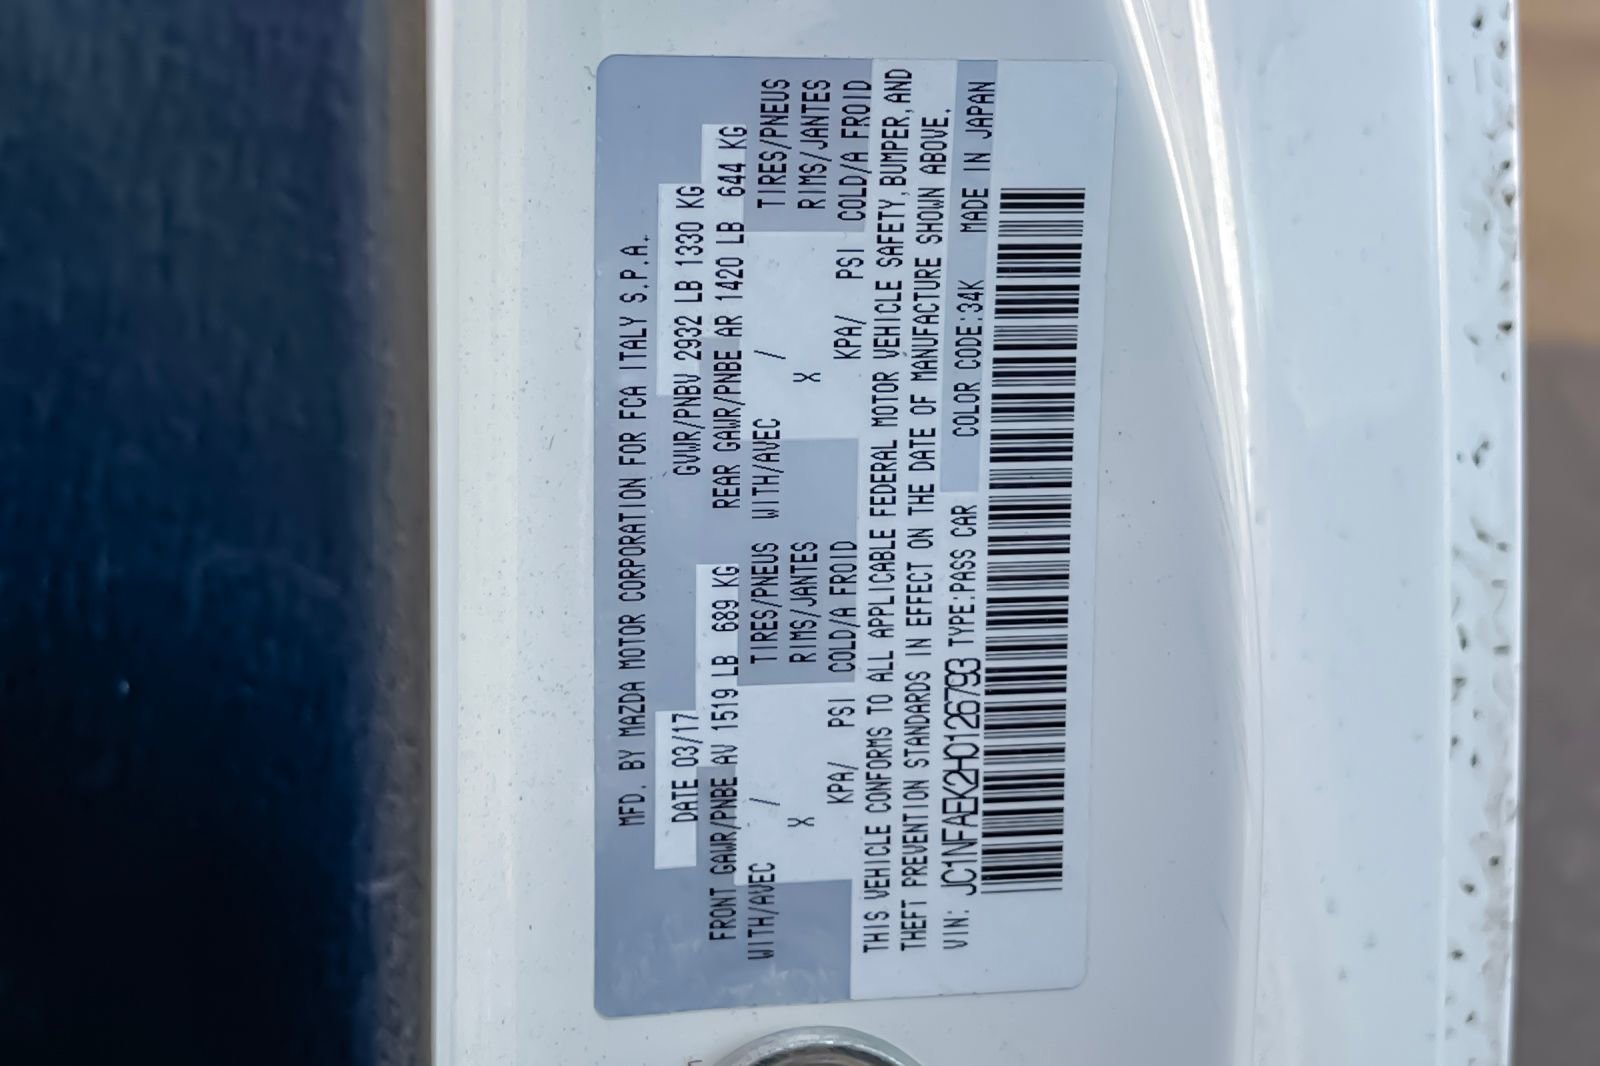 MFD. BY MAZDA MOTOR CORPORATION FOR FCA ITALY S.P.A.
DATE 03/17 GVWR/PNBV 2932 LB 1330 KG
FRONT GAWR/PNBE AV 1519 LB 689 KG REAR GAWR/PNBE AR 1420 LB 644 KG
WITH/AVEC / TIRES/PNEUS WITH/AVEC / TIRES/PNEUS
X RIMS/JANTES X RIMS/JANTES
KPA/ PSI COLD/A FROID KPA/ PSI COLD/A FROID
THIS VEHICLE CONFORMS TO ALL APPLICABLE FEDERAL MOTOR VEHICLE SAFETY, BUMPER, AND
THEFT PREVENTION STANDARDS IN EFFECT ON THE DATE OF MANUFACTURE SHOWN ABOVE.
VIN: JC1NFAEK2H0126793 TYPE:PASS CAR COLOR CODE:34K MADE IN JAPAN